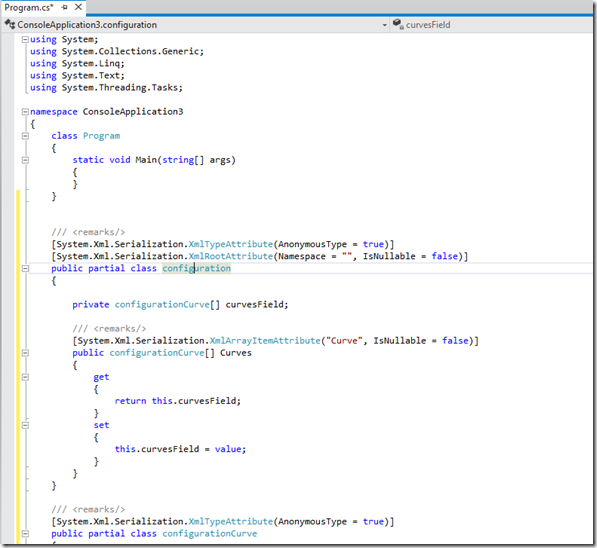 Program.cs*
ConsoleApplication3.configuration curvesField
using System;
using System.Collections.Generic;
using System.Linq;
using System.Text;
using System.Threading.Tasks;
namespace ConsoleApplication3
{
class Program
{
static void Main(string[] args)
{
}
}
/// <remarks/>
[System.Xml.Serialization.XmlTypeAttribute(AnonymousType = true)]
[System.Xml.Serialization.XmlRootAttribute(Namespace = "", IsNullable = false)]
public partial class configuration
{
private configurationCurve[] curvesField;
/// <remarks/>
[System.Xml.Serialization.XmlArrayItemAttribute("Curve", IsNullable = false)]
public configurationCurve[] Curves
{
get
{
return this.curvesField;
}
set
{
this.curvesField = value;
}
}
}
/// <remarks/>
[System.Xml.Serialization.XmlTypeAttribute(AnonymousType = true)]
public partial class configurationCurve